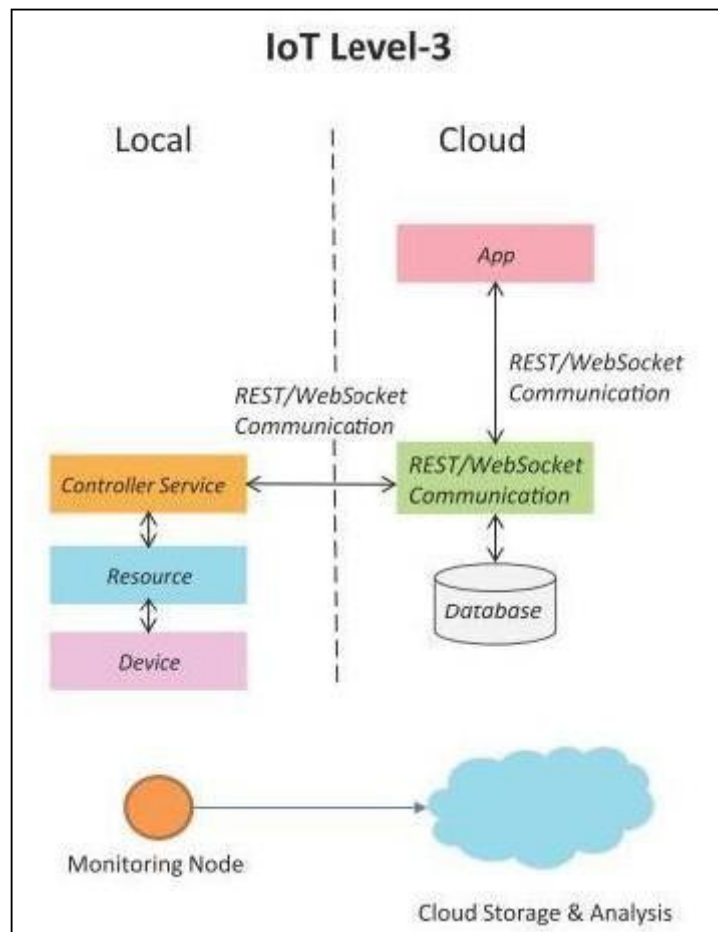 IoT Level-3
Local
Cloud
App
REST/WebSocket
Communication
REST/WebSocket
Communication
Controller Service
REST/WebSocket
Communication
Resource
Database
Device
Monitoring Node
Cloud Storage & Analysis